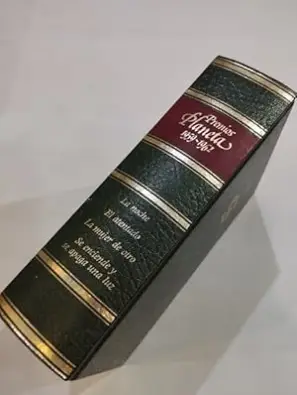 Premios
Planeta
1959-1962
La noche
El atentado
La mujer de otro
Se enciende y
se apaga una luz